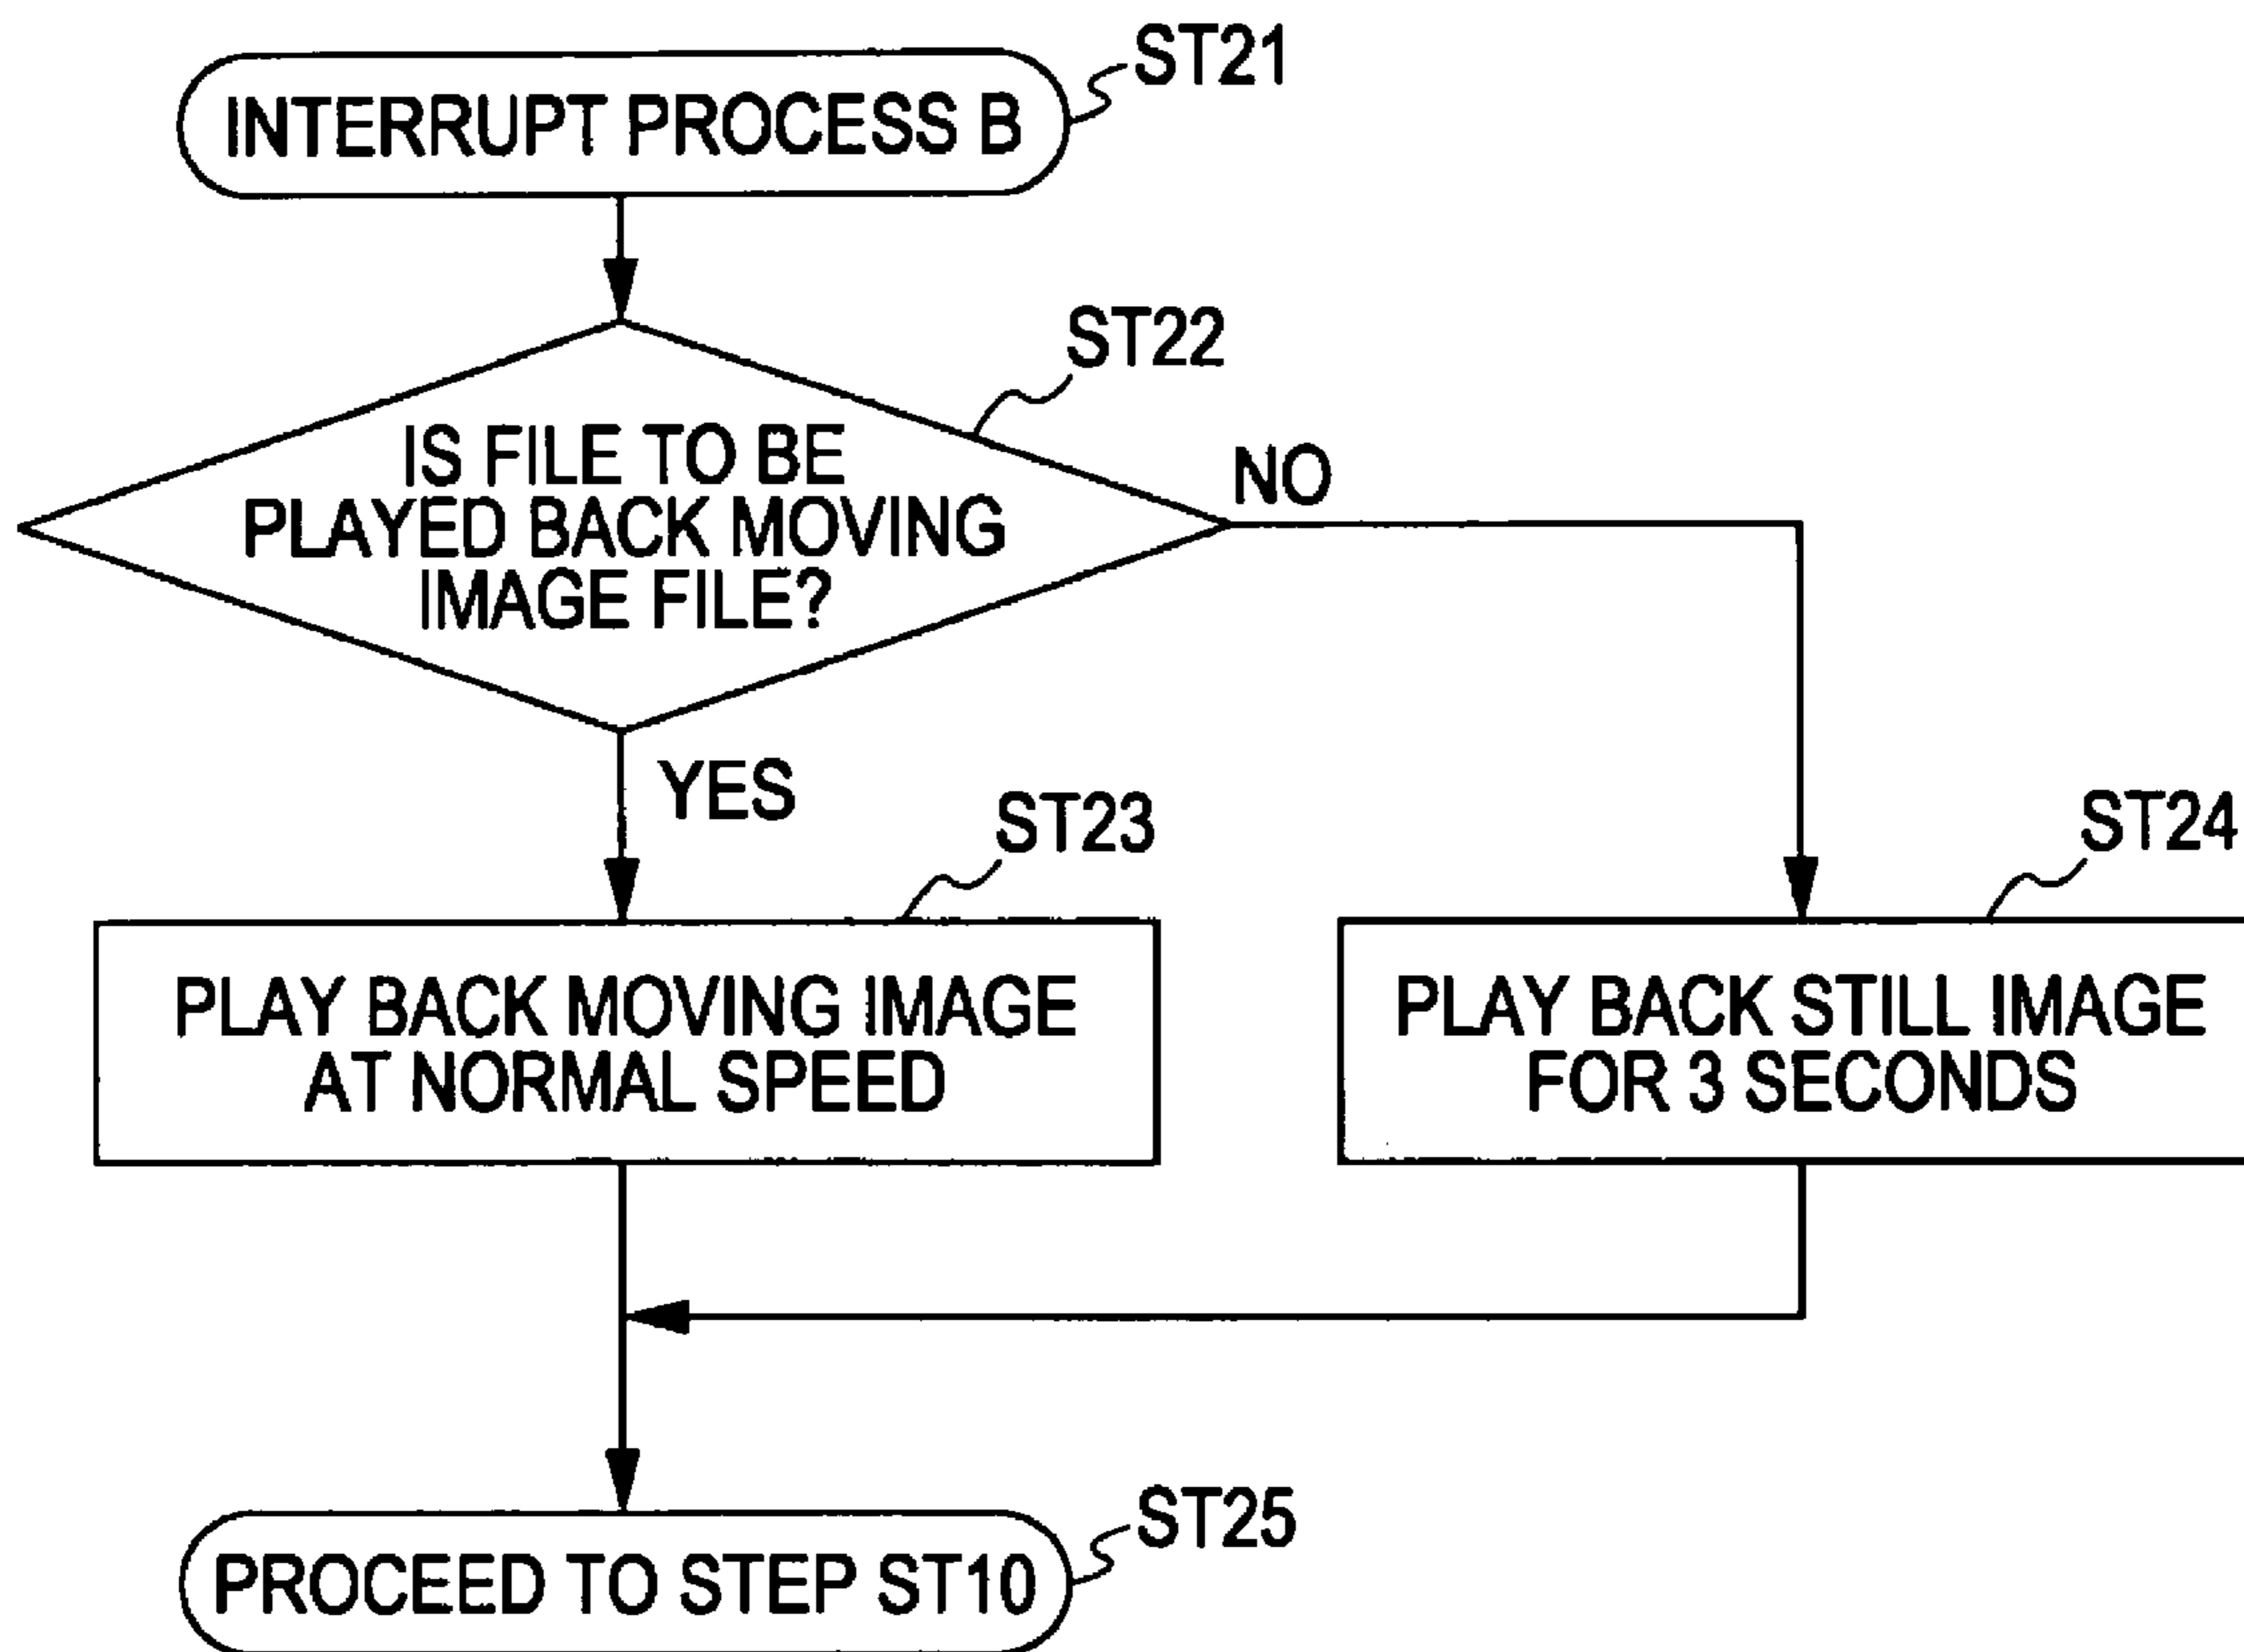 ST21
INTERRUPT PROCESS B
ST22
IS FILE TO BE
PLAYED BACK MOVING
IMAGE FILE?
NO
YES
ST23
ST24
PLAY BACK MOVING IMAGE
AT NORMAL SPEED
PLAY BACK STILL IMAGE
FOR 3 SECONDS
ST25
PROCEED TO STEP ST10